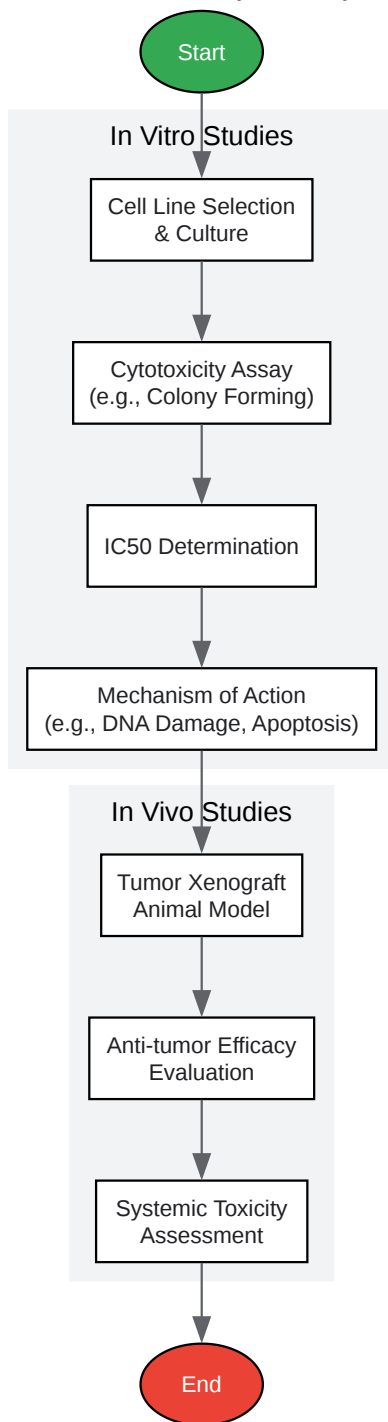 Start
In Vitro Studies
Cell Line Selection
& Culture
Cytotoxicity Assay
(e.g., Colony Forming)
IC50 Determination
Mechanism of Action
(e.g., DNA Damage, Apoptosis)
In Vivo Studies
Tumor Xenograft
Animal Model
Anti-tumor Efficacy
Evaluation
Systemic Toxicity
Assessment
End